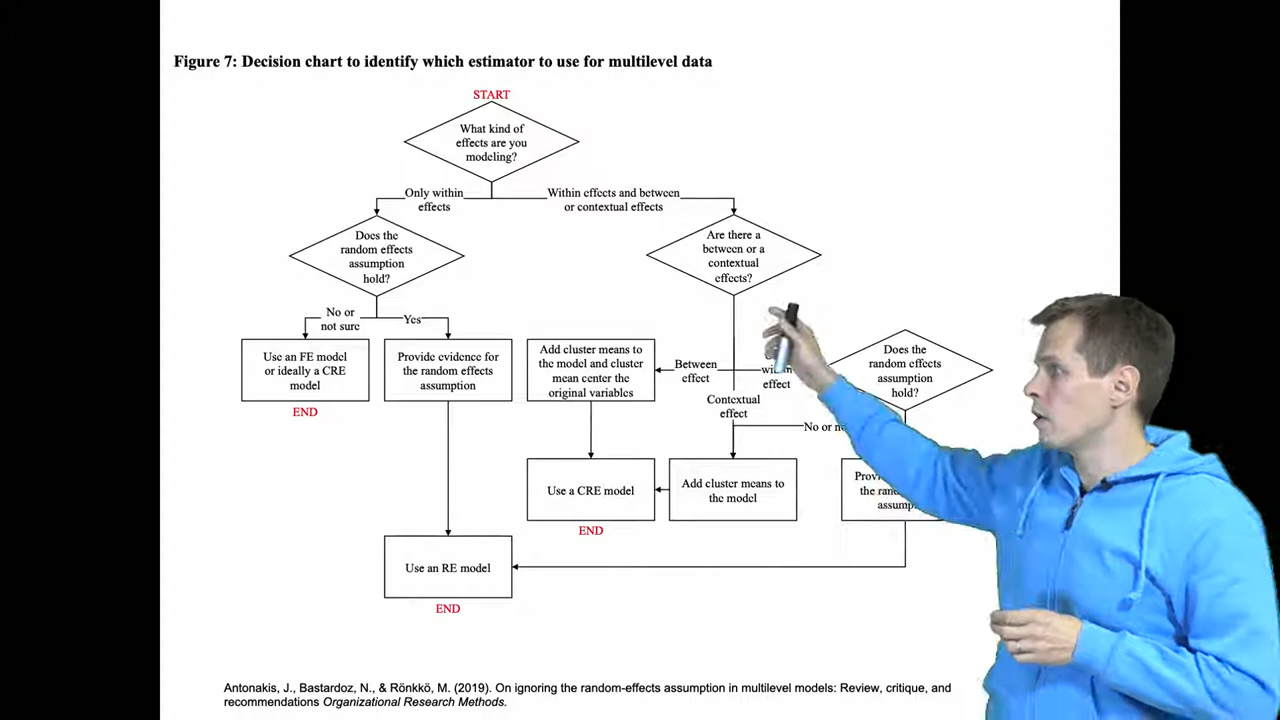 Figure 7: Decision chart to identify which estimator to use for multilevel data
START
What kind of
effects are you
modeling?
Only within
effects
Within effects and between
or contextual effects
Does the
random effects
assumption
hold?
Are there a
between or a
contextual
effects?
No or
not sure
Yes
Use an FE model
or ideally a CRE
model
END
Provide evidence for
the random effects
assumption
Add cluster means to
the model and cluster
mean center the
original variables
Between
effect
effect
Contextual
effect
Does the
random effects
assumption
hold?
No or
Use a CRE model
END
Add cluster means to
the model
the
Use an RE model
END
Antonakis, J., Bastardoz, N., & Rönkkö, M. (2019). On ignoring the random-effects assumption in multilevel models: Review, critique, and
recommendations Organizational Research Methods.